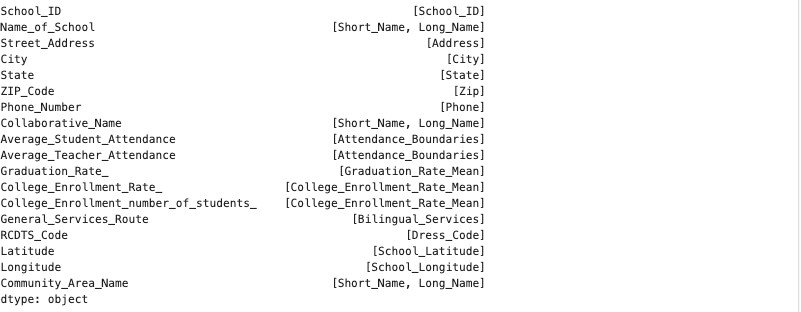 School_ID [School_ID]
Name_of_School [Short_Name, Long_Name]
Street_Address [Address]
City [City]
State [State]
ZIP_Code [Zip]
Phone_Number [Phone]
Collaborative_Name [Short_Name, Long_Name]
Average_Student_Attendance [Attendance_Boundaries]
Average_Teacher_Attendance [Attendance_Boundaries]
Graduation_Rate_ [Graduation_Rate_Mean]
College_Enrollment_Rate_ [College_Enrollment_Rate_Mean]
College_Enrollment_number_of_students_ [College_Enrollment_Rate_Mean]
General_Services_Route [Bilingual_Services]
RCDTS_Code [Dress_Code]
Latitude [School_Latitude]
Longitude [School_Longitude]
Community_Area_Name [Short_Name, Long_Name]
dtype: object